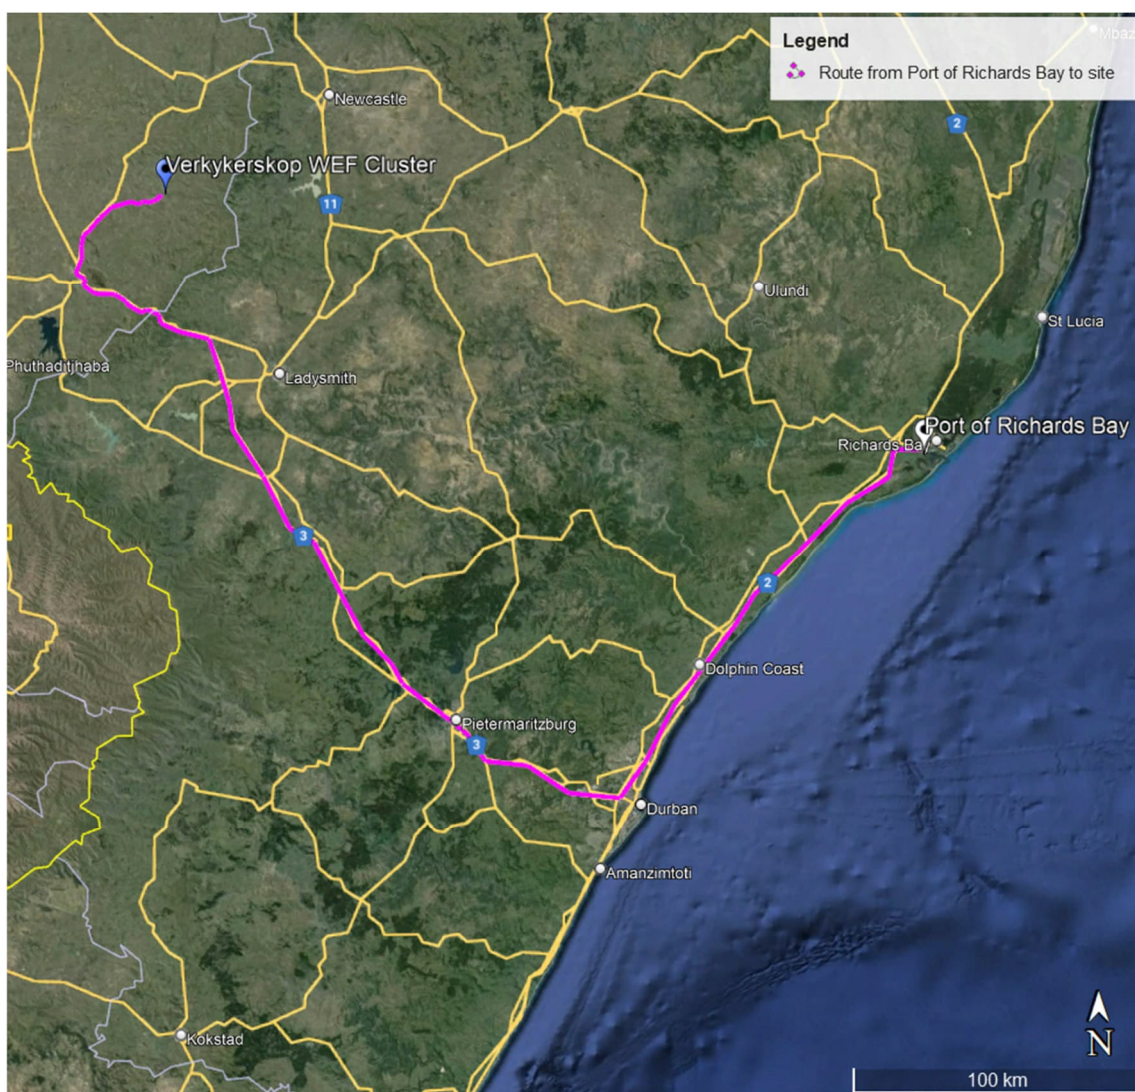 Legend
Route from Port of Richards Bay to site
Mbaz
2
Newcastle
Verkykerskop WEF Cluster
11
Ulundi
St Lucia
Phuthaditjhaba
Ladysmith
Port of Richards Bay
Richards Bay
3
2
Dolphin Coast
Pietermaritzburg
3
Durban
Amanzimtoti
N
Kokstad
100 km